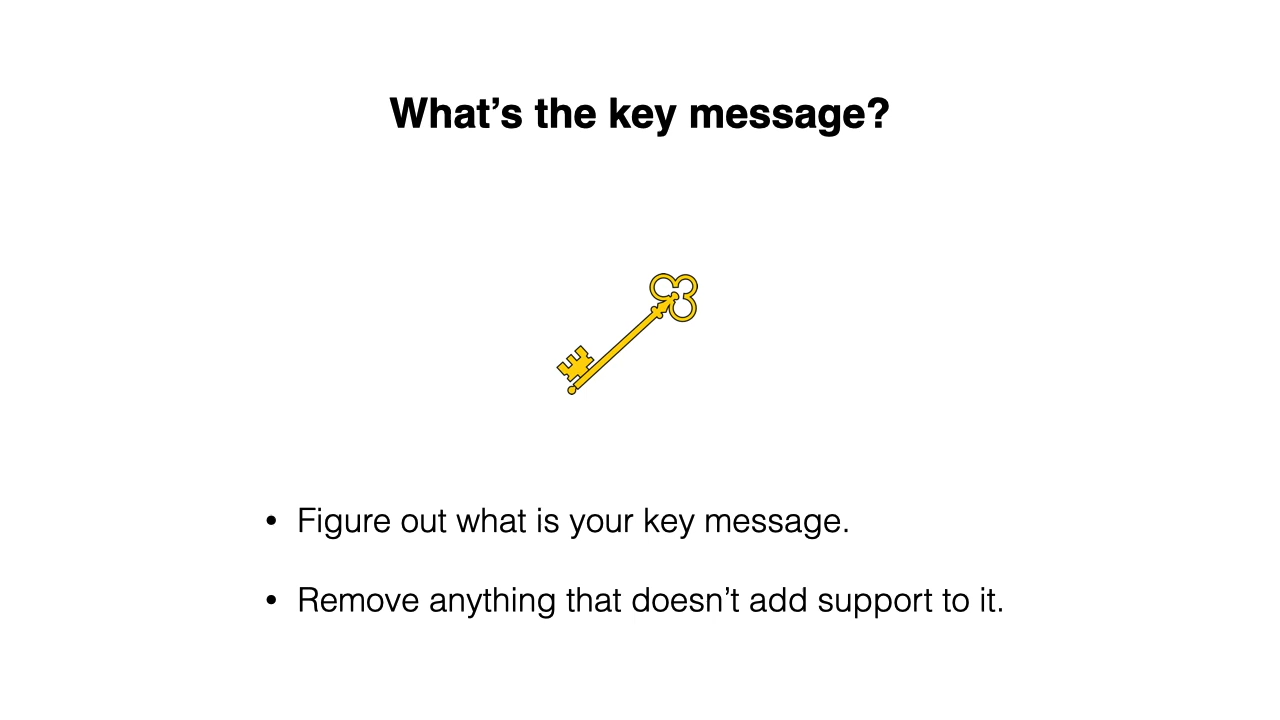 What’s the key message?
• Figure out what is your key message.
• Remove anything that doesn’t add support to it.